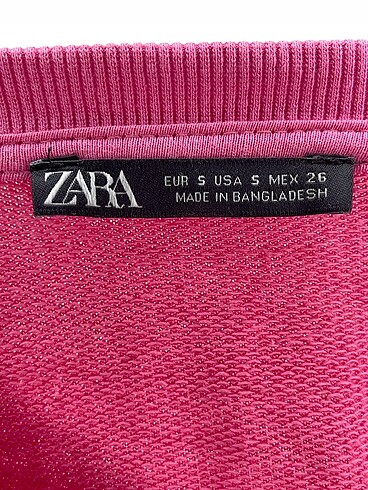 ZARA
EUR S USA S MEX 26
MADE IN BANGLADESH